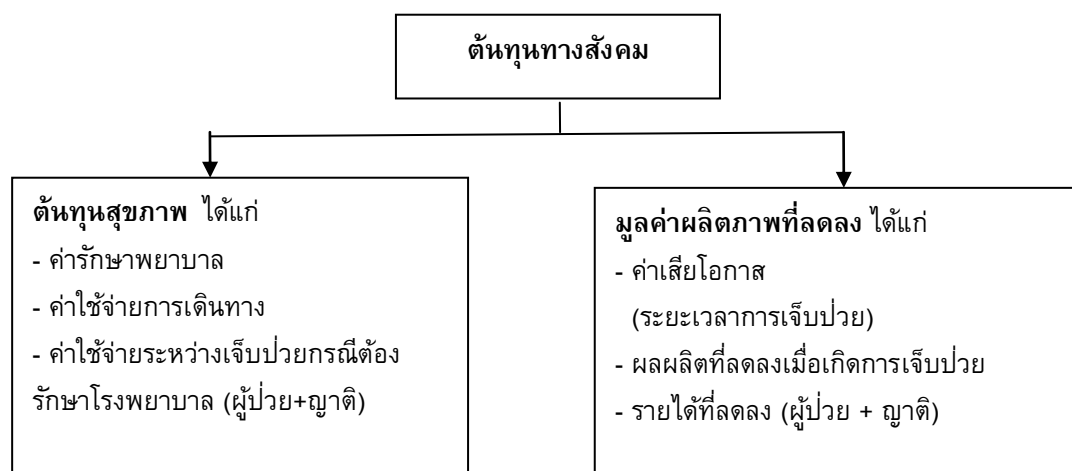 ต้นทุนทางสังคม
ต้นทุนสุขภาพ ได้แก่
- ค่ารักษาพยาบาล
- ค่าใช้จ่ายการเดินทาง
- ค่าใช้จ่ายระหว่างเจ็บป่วยกรณีต้อง
รักษาโรงพยาบาล (ผู้ป่วย+ญาติ)
มูลค่าผลิตภาพที่ลดลง ได้แก่
- ค่าเสียโอกาส
(ระยะเวลาการเจ็บป่วย)
- ผลผลิตที่ลดลงเมื่อเกิดการเจ็บป่วย
- รายได้ที่ลดลง (ผู้ป่วย + ญาติ)